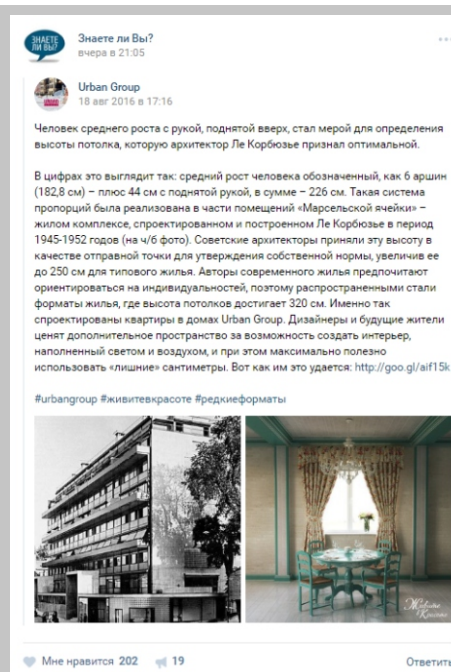 ЗНАЕТЕ
ЛИ ВЫ?
Знаете ли Вы?
вчера в 21:05
Urban Group
18 авг 2016 в 17:16
Человек среднего роста с рукой, поднятой вверх, стал мерой для определения
высоты потолка, которую архитектор Ле Корбюзье признал оптимальной.
В цифрах это выглядит так: средний рост человека обозначенный, как 6 аршин
(182,8 см) – плюс 44 см с поднятой рукой, в сумме – 226 см. Такая система
пропорций была реализована в части помещений «Марсельской ячейки» –
жилом комплексе, спроектированном и построенном Ле Корбюзье в период
1945-1952 годов (на ч/б фото). Советские архитекторы приняли эту высоту в
качестве отправной точки для утверждения собственной нормы, увеличив ее
до 250 см для типового жилья. Авторы современного жилья предпочитают
ориентироваться на индивидуальностей, поэтому распространенными стали
форматы жилья, где высота потолков достигает 320 см. Именно так
спроектированы квартиры в домах Urban Group. Дизайнеры и будущие жители
ценят дополнительное пространство за возможность создать интерьер,
наполненный светом и воздухом, и при этом максимально полезно
использовать «лишние» сантиметры. Вот как им это удается: http://goo.gl/aif15k
#urbangroup #живитевкрасоте #редкиеформаты
Живите
в Красоте
Мне нравится 202 19
Ответить